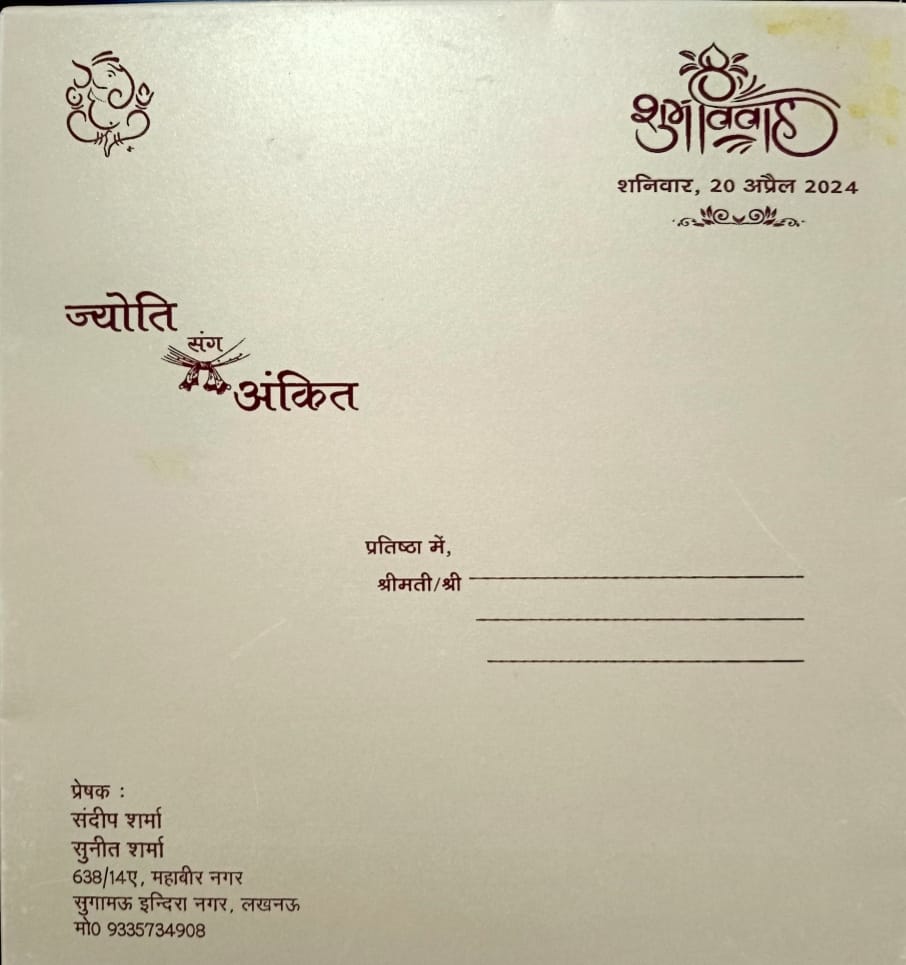 शुभ विवाह
शनिवार, 20 अप्रैल 2024
ज्योति
संग
अंकित
प्रतिष्ठा में,
श्रीमती/श्री
प्रेषक :
संदीप शर्मा
सुनीत शर्मा
638/14ए, महाबीर नगर
सुगामऊ इन्दिरा नगर, लखनऊ
मो0 9335734908